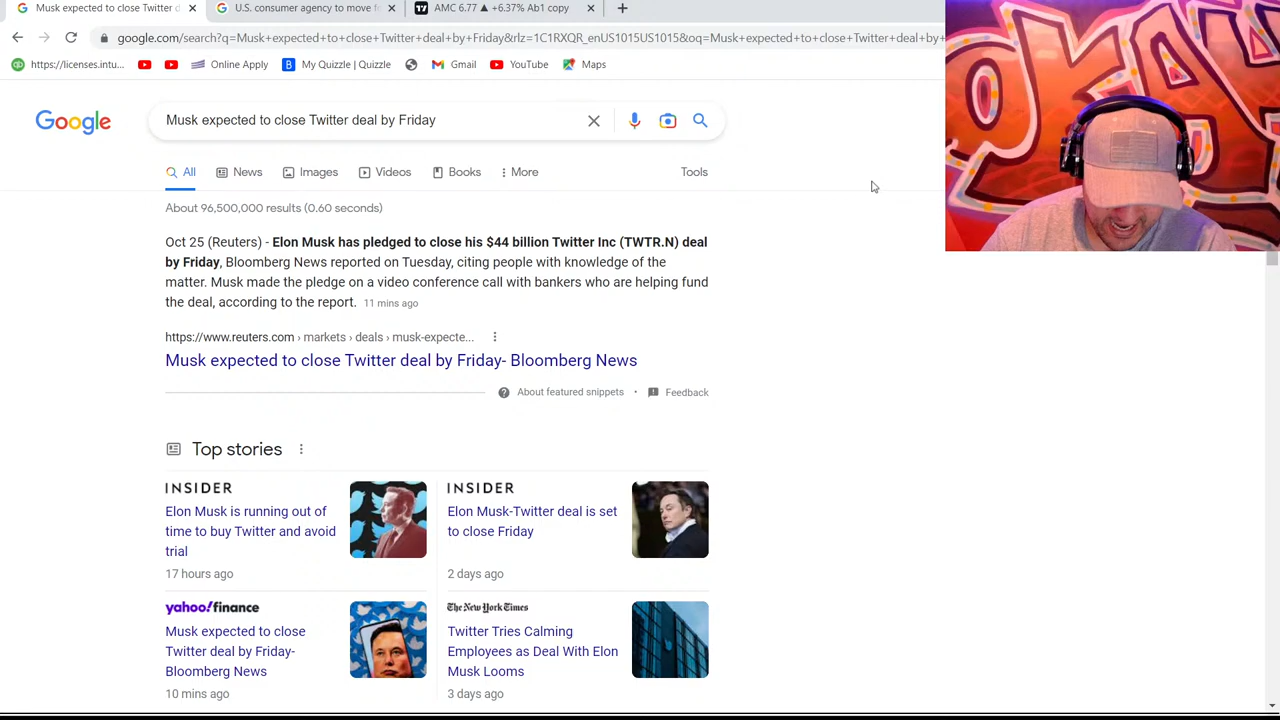 Musk expected to close Twitter d
U.S. consumer agency to move f
AMC 6.77 ▲ +6.37% Ab1 copy
google.com/search?q=Musk+expected+to+close+Twitter+deal+by+Friday&rlz=1C1RXQR_enUS1015US1015&oq=Musk+expected+to+close+Twitter+deal+by+
https://licenses.intu...
Online Apply
My Quizzle | Quizzle
Gmail
YouTube
Maps
OKAY
Google
Musk expected to close Twitter deal by Friday
All
News
Images
Videos
Books
More
Tools
About 96,500,000 results (0.60 seconds)
Oct 25 (Reuters) - Elon Musk has pledged to close his $44 billion Twitter Inc (TWTR.N) deal
by Friday, Bloomberg News reported on Tuesday, citing people with knowledge of the
matter. Musk made the pledge on a video conference call with bankers who are helping fund
the deal, according to the report. 11 mins ago
https://www.reuters.com › markets › deals › musk-expecte...
Musk expected to close Twitter deal by Friday- Bloomberg News
About featured snippets • Feedback
Top stories
INSIDER
Elon Musk is running out of
time to buy Twitter and avoid
trial
17 hours ago
INSIDER
Elon Musk-Twitter deal is set
to close Friday
2 days ago
yahoo!finance
Musk expected to close
Twitter deal by Friday-
Bloomberg News
10 mins ago
The New York Times
Twitter Tries Calming
Employees as Deal With Elon
Musk Looms
3 days ago